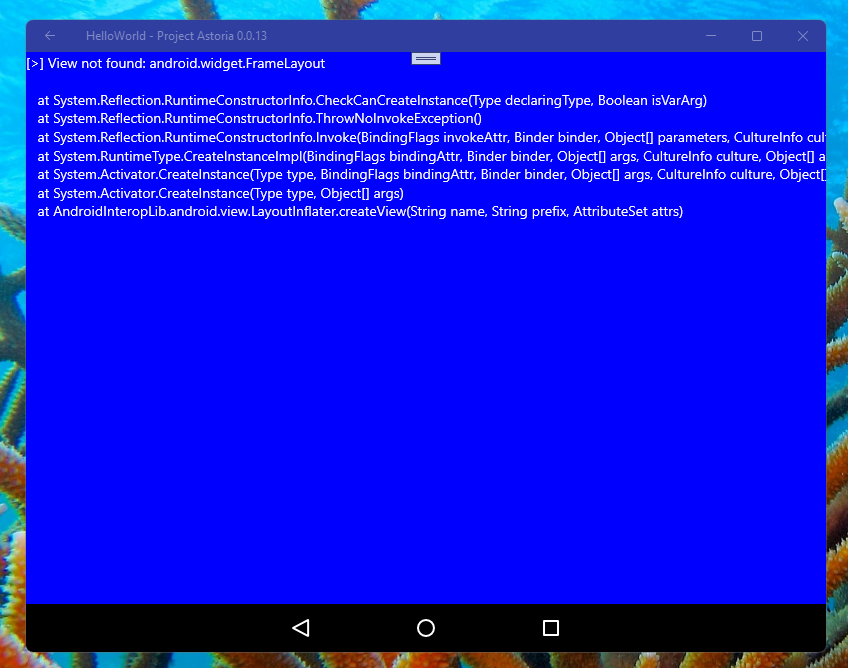 HelloWorld - Project Astoria 0.0.13
[>] View not found: android.widget.FrameLayout
at System.Reflection.RuntimeConstructorInfo.CheckCanCreateInstance(Type declaringType, Boolean isVarArg)
at System.Reflection.RuntimeConstructorInfo.ThrowNoInvokeException()
at System.Reflection.RuntimeConstructorInfo.Invoke(BindingFlags invokeAttr, Binder binder, Object[] parameters, CultureInfo cul
at System.RuntimeType.CreateInstanceImpl(BindingFlags bindingAttr, Binder binder, Object[] args, CultureInfo culture, Object[] a
at System.Activator.CreateInstance(Type type, BindingFlags bindingAttr, Binder binder, Object[] args, CultureInfo culture, Object[
at System.Activator.CreateInstance(Type type, Object[] args)
at AndroidInteropLib.android.view.LayoutInflater.createView(String name, String prefix, AttributeSet attrs)